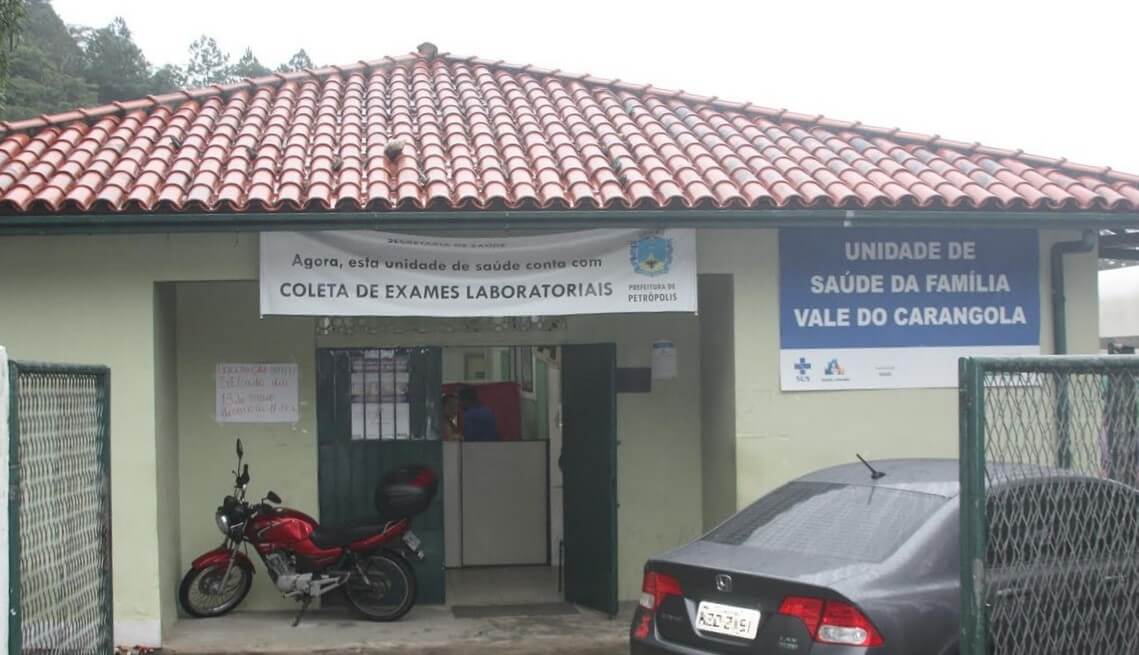 SECRETARIA DE SAÚDE
Agora, esta unidade de saúde conta com
COLETA DE EXAMES LABORATORIAIS
PREFEITURA DE
PETRÓPOLIS
UNIDADE DE
SAÚDE DA FAMÍLIA
VALE DO CARANGOLA
SUS